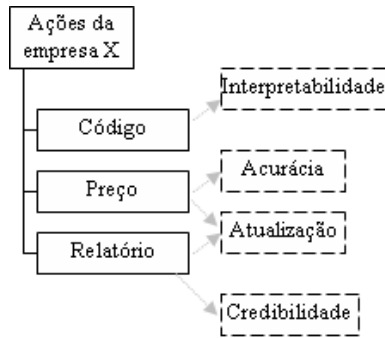 Ações da
empresa X
Interpretabilidade
Código
Acurácia
Preço
Atualização
Relatório
Credibilidade